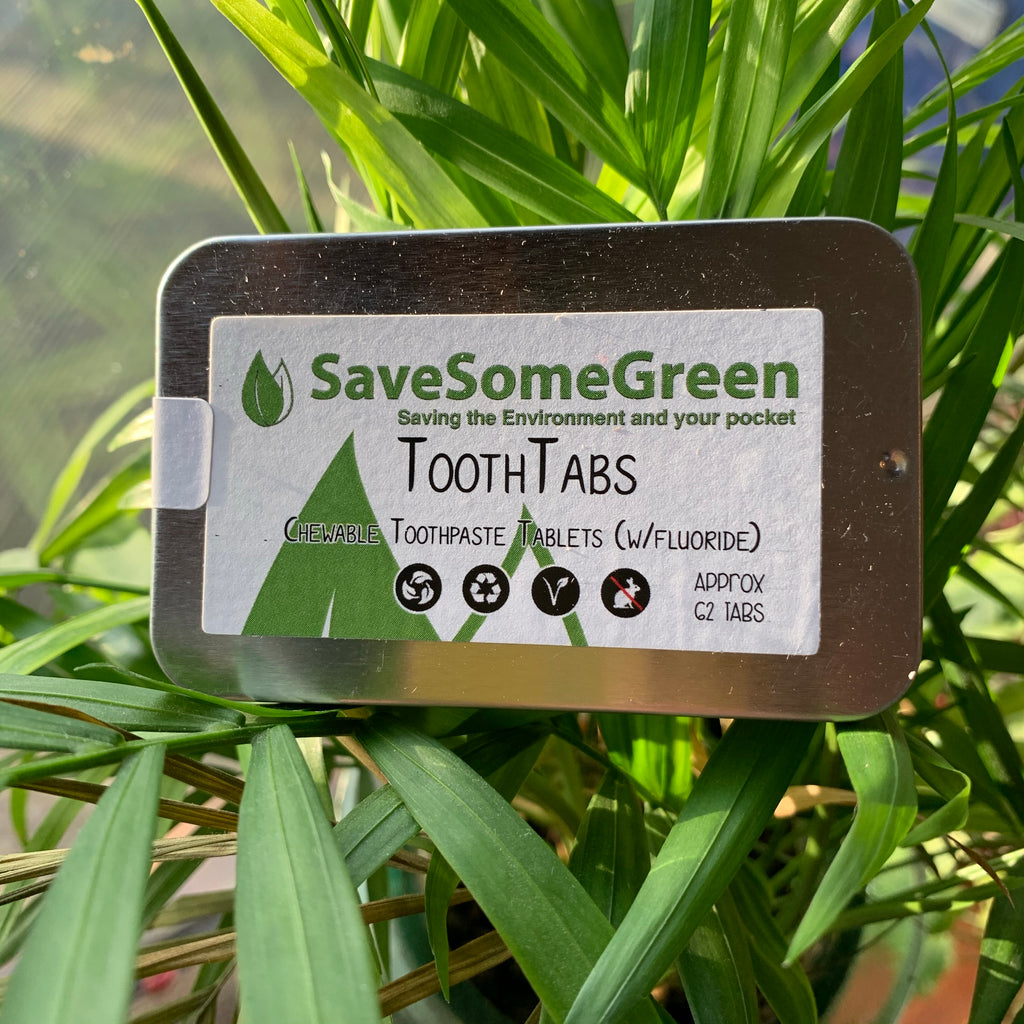 SaveSomeGreen
Saving the Environment and your pocket
ToothTabs
Chewable Toothpaste Tablets (w/fluoride)
V
Approx
62 Tabs